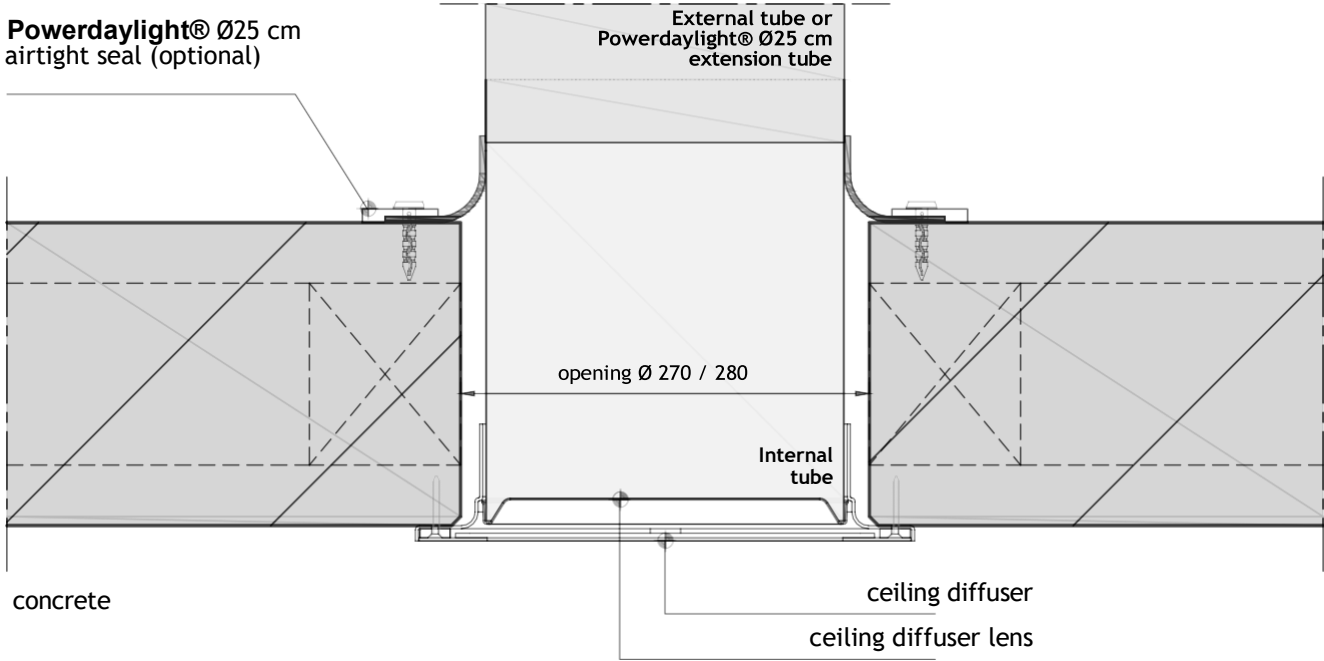 Powerdaylight® Ø25 cm
airtight seal (optional)
External tube or
Powerdaylight® Ø25 cm
extension tube
opening Ø 270 / 280
Internal
tube
concrete
ceiling diffuser
ceiling diffuser lens